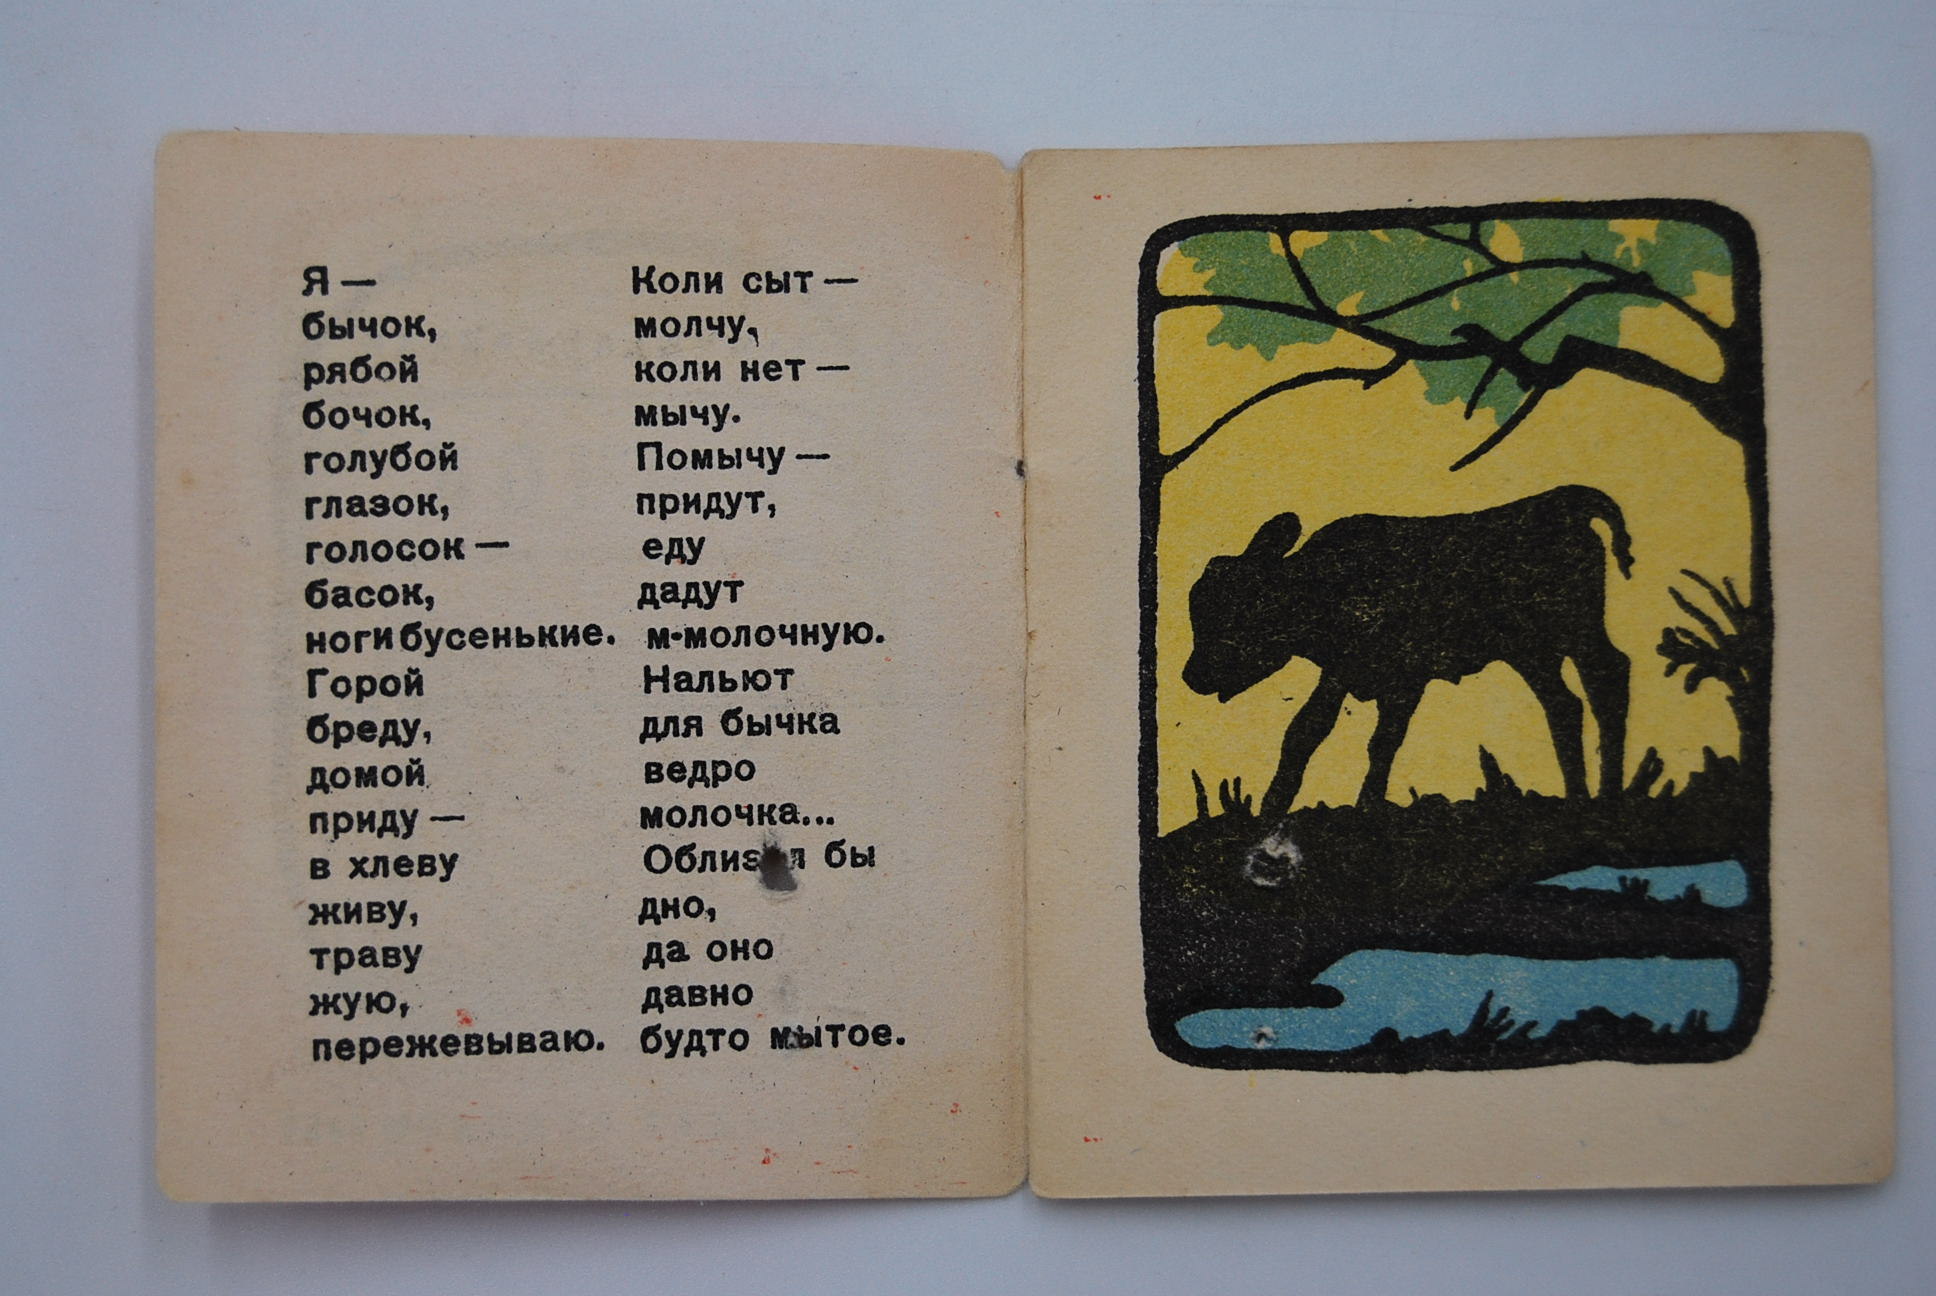 Я —
бычок,
рябой
бочок,
голубой
глазок,
голосок —
басок,
ноги бусенькие.
Горой
бреду,
домой
приду —
в хлеву
живу,
траву
жую,
пережевываю.
Коли сыт —
молчу,
коли нет —
мычу.
Помычу —
придут,
еду
дадут
м-молочную.
Нальют
для бычка
ведро
молочка...
бы
дно,
да оно
давно
будто мытое.